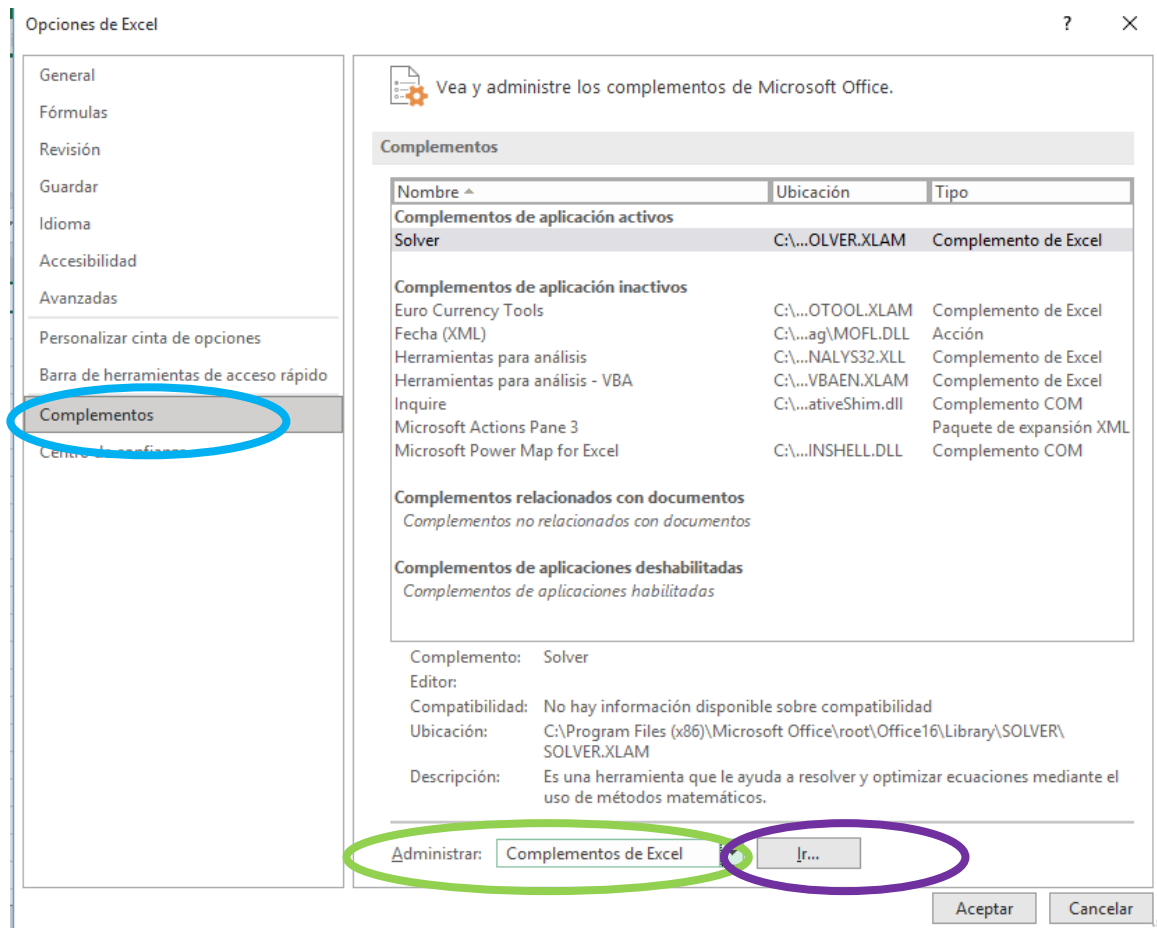 Opciones de Excel
?
General
Fórmulas
Revisión
Guardar
Idioma
Accesibilidad
Avanzadas
Personalizar cinta de opciones
Barra de herramientas de acceso rápido
Complementos
Centro de confianza
Vea y administre los complementos de Microsoft Office.
Complementos
Nombre Ubicación Tipo
Complementos de aplicación activos
Solver C:\...OLVER.XLAM Complemento de Excel
Complementos de aplicación inactivos
Euro Currency Tools C:\...OTOOL.XLAM Complemento de Excel
Fecha (XML) C:\...ag\MOFL.DLL Acción
Herramientas para análisis C:\...NALYS32.XLL Complemento de Excel
Herramientas para análisis - VBA C:\...VBAEN.XLAM Complemento de Excel
Inquire C:\...ativeShim.dll Complemento COM
Microsoft Actions Pane 3 Paquete de expansión XML
Microsoft Power Map for Excel C:\...INSHELL.DLL Complemento COM
Complementos relacionados con documentos
Complementos no relacionados con documentos
Complementos de aplicaciones deshabilitadas
Complementos de aplicaciones habilitadas
Complemento: Solver
Editor:
Compatibilidad: No hay información disponible sobre compatibilidad
Ubicación: C:\Program Files (x86)\Microsoft Office\root\Office16\Library\SOLVER\
SOLVER.XLAM
Descripción: Es una herramienta que le ayuda a resolver y optimizar ecuaciones mediante el
uso de métodos matemáticos.
Administrar: Complementos de Excel Ir...
Aceptar Cancelar